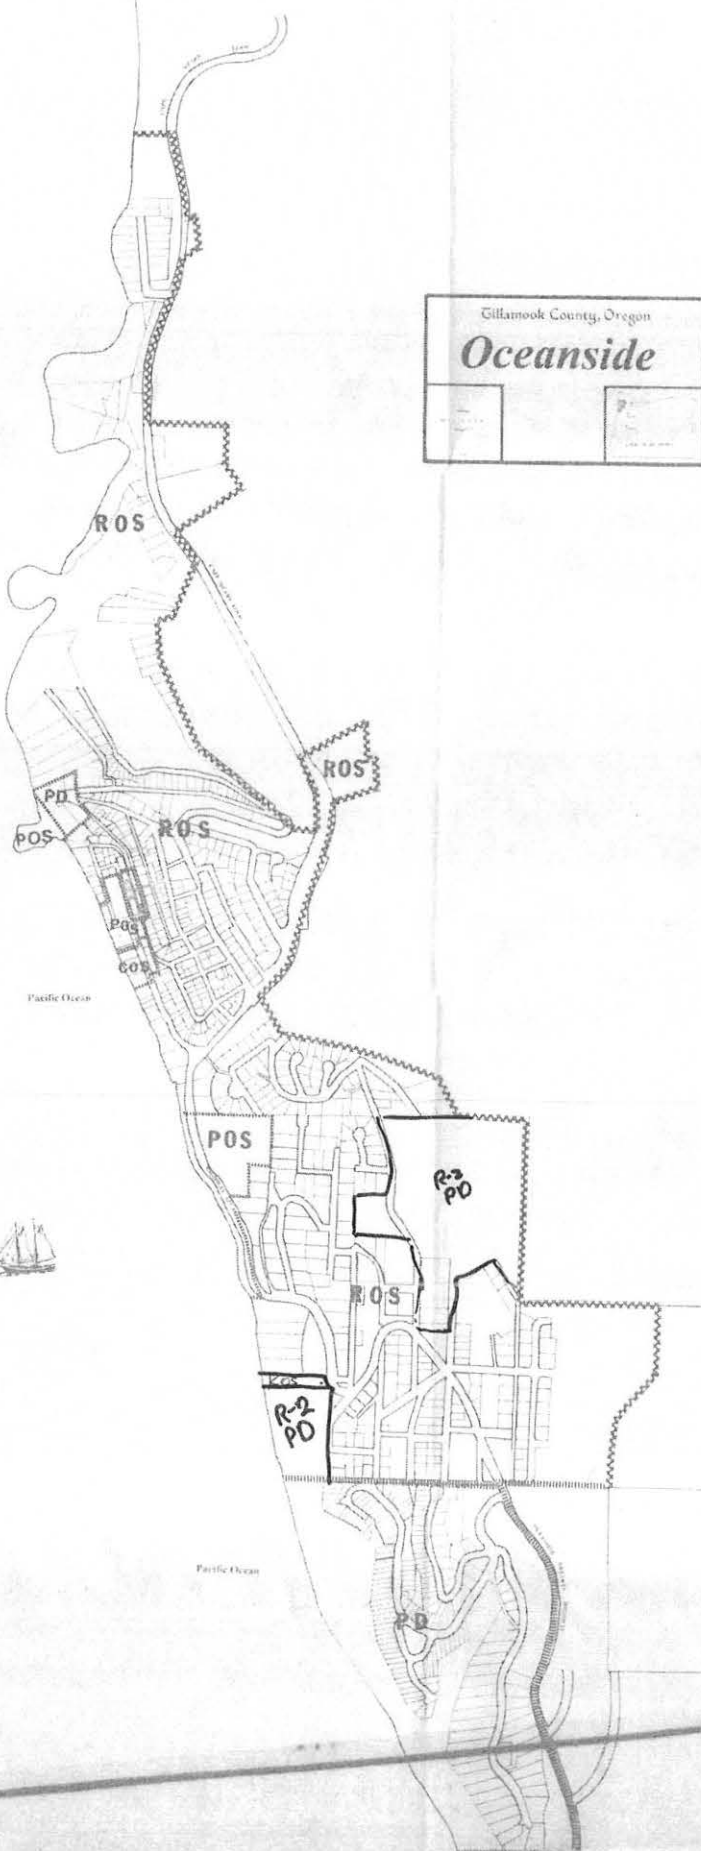 Tillamook County, Oregon
Oceanside
ROS
ROS
PD
ROS
POS
POS
COS
Pacific Ocean
POS
R-3
PD
ROS
ROS
R-2
PD
Pacific Ocean
PD